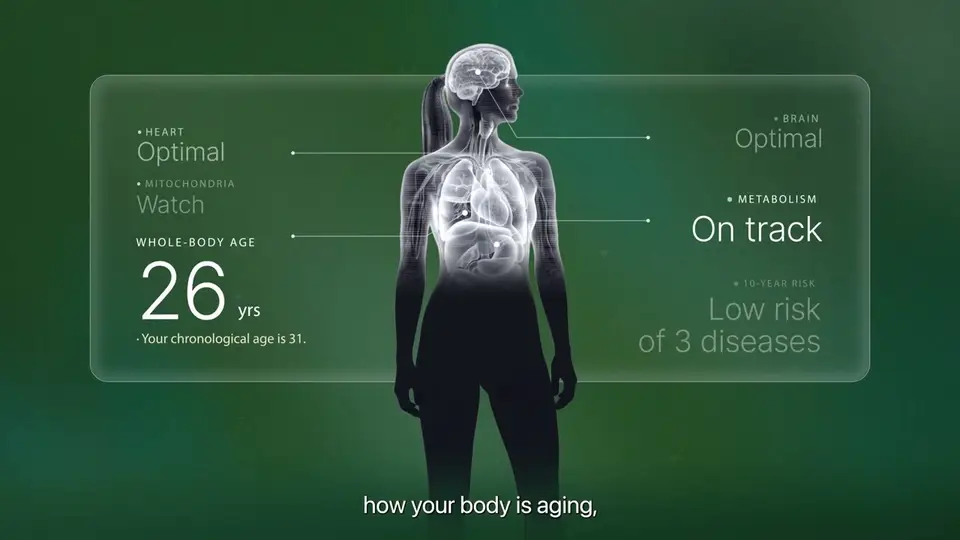 • HEART
Optimal
• MITOCHONDRIA
Watch
WHOLE-BODY AGE
26 yrs
· Your chronological age is 31.
• BRAIN
Optimal
• METABOLISM
On track
• 10-YEAR RISK
Low risk
of 3 diseases
how your body is aging,